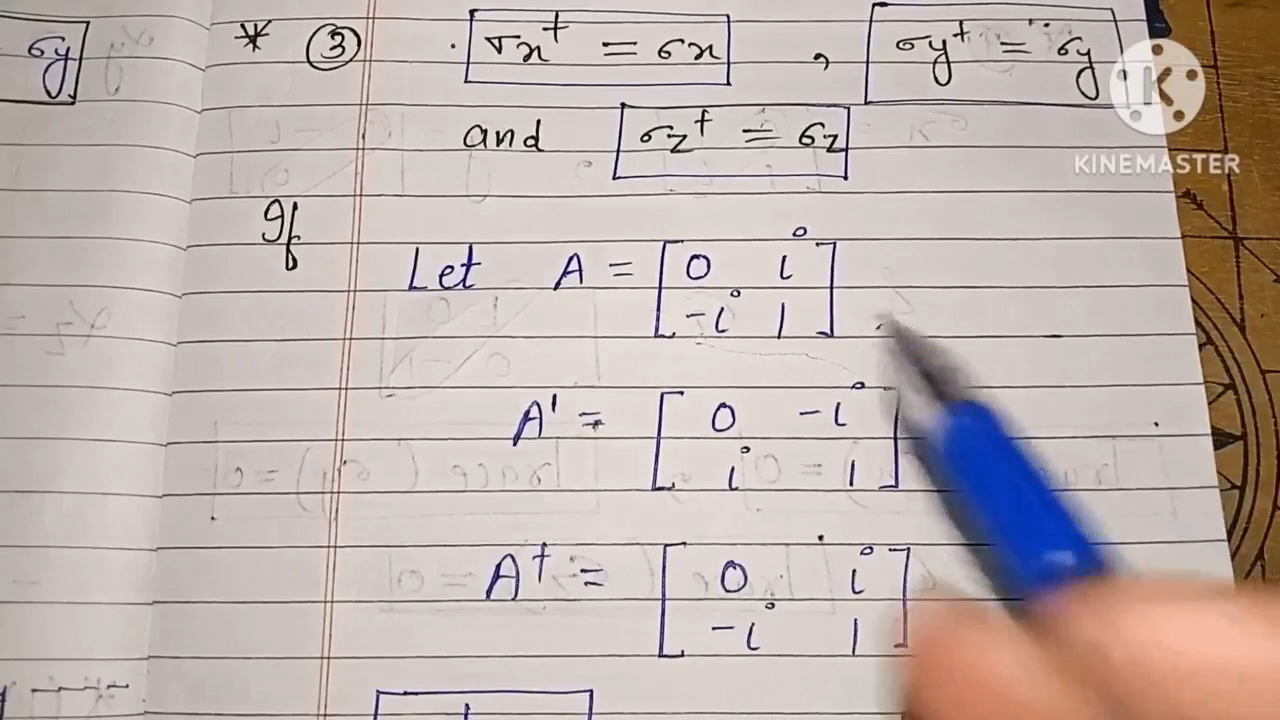 σy
* ③ . σx† = σx , σy† = σy
K
KINEMASTER
and σz† = σz
If
Let A = [ 0 i
-i 1 ]
A' = [ 0 -i
i 1 ]
A† = [ 0 i
-i 1 ]